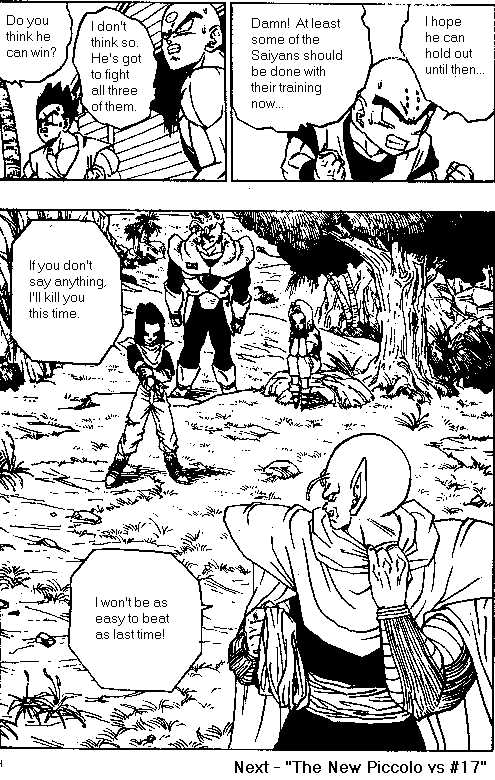 Do you
think he
can win?
I don't
think so.
He's got
to fight
all three
of them.
Damn! At least
some of the
Saiyans should
be done with
their training
now...
I hope
he can
hold out
until then...
If you don't
say anything,
I'll kill you
this time.
I won't be as
easy to beat
as last time!
Next - "The New Piccolo vs #17"